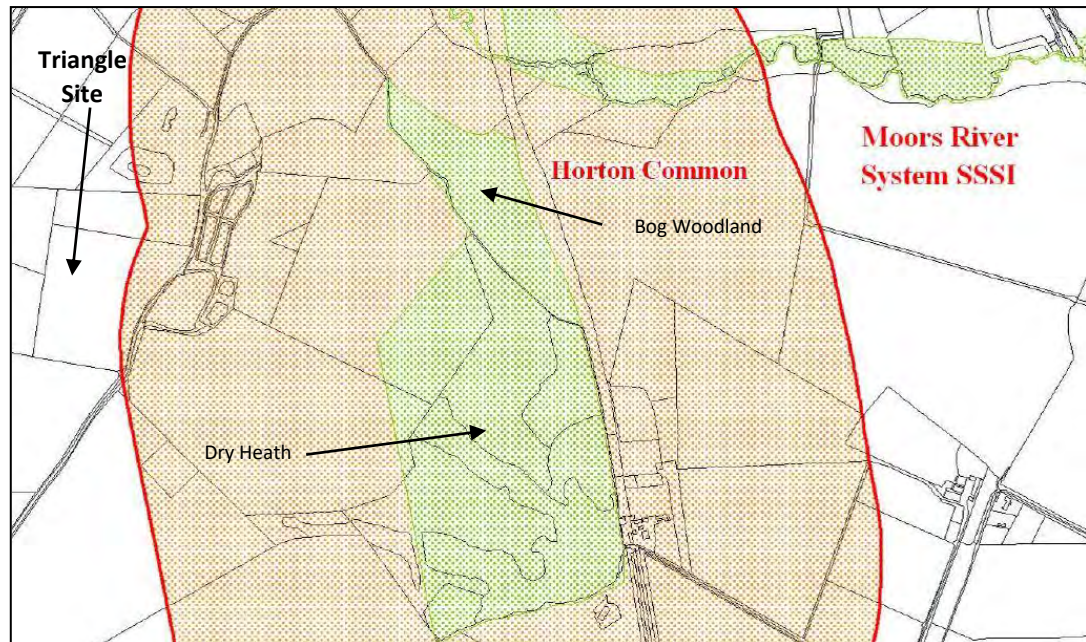 Triangle
Site
Horton Common
Moors River
System SSSI
Bog Woodland
Dry Heath